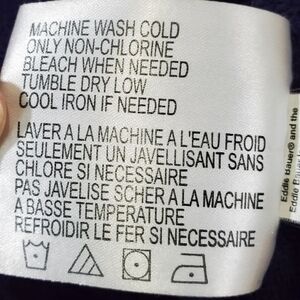 MACHINE WASH COLD
ONLY NON-CHLORINE
BLEACH WHEN NEEDED
TUMBLE DRY LOW
COOL IRON IF NEEDED
LAVER A LA MACHINE A L'EAU FROID
SEULEMENT UN JAVELLISANT SANS
CHLORE SI NECESSAIRE
PAS JAVELISE SCHER A LA MACHINE
A BASSE TEMPERATURE
REFROIDIR LE FER SI NECESSAIRE
Eddie Bauer® and the
Eddie Bauer